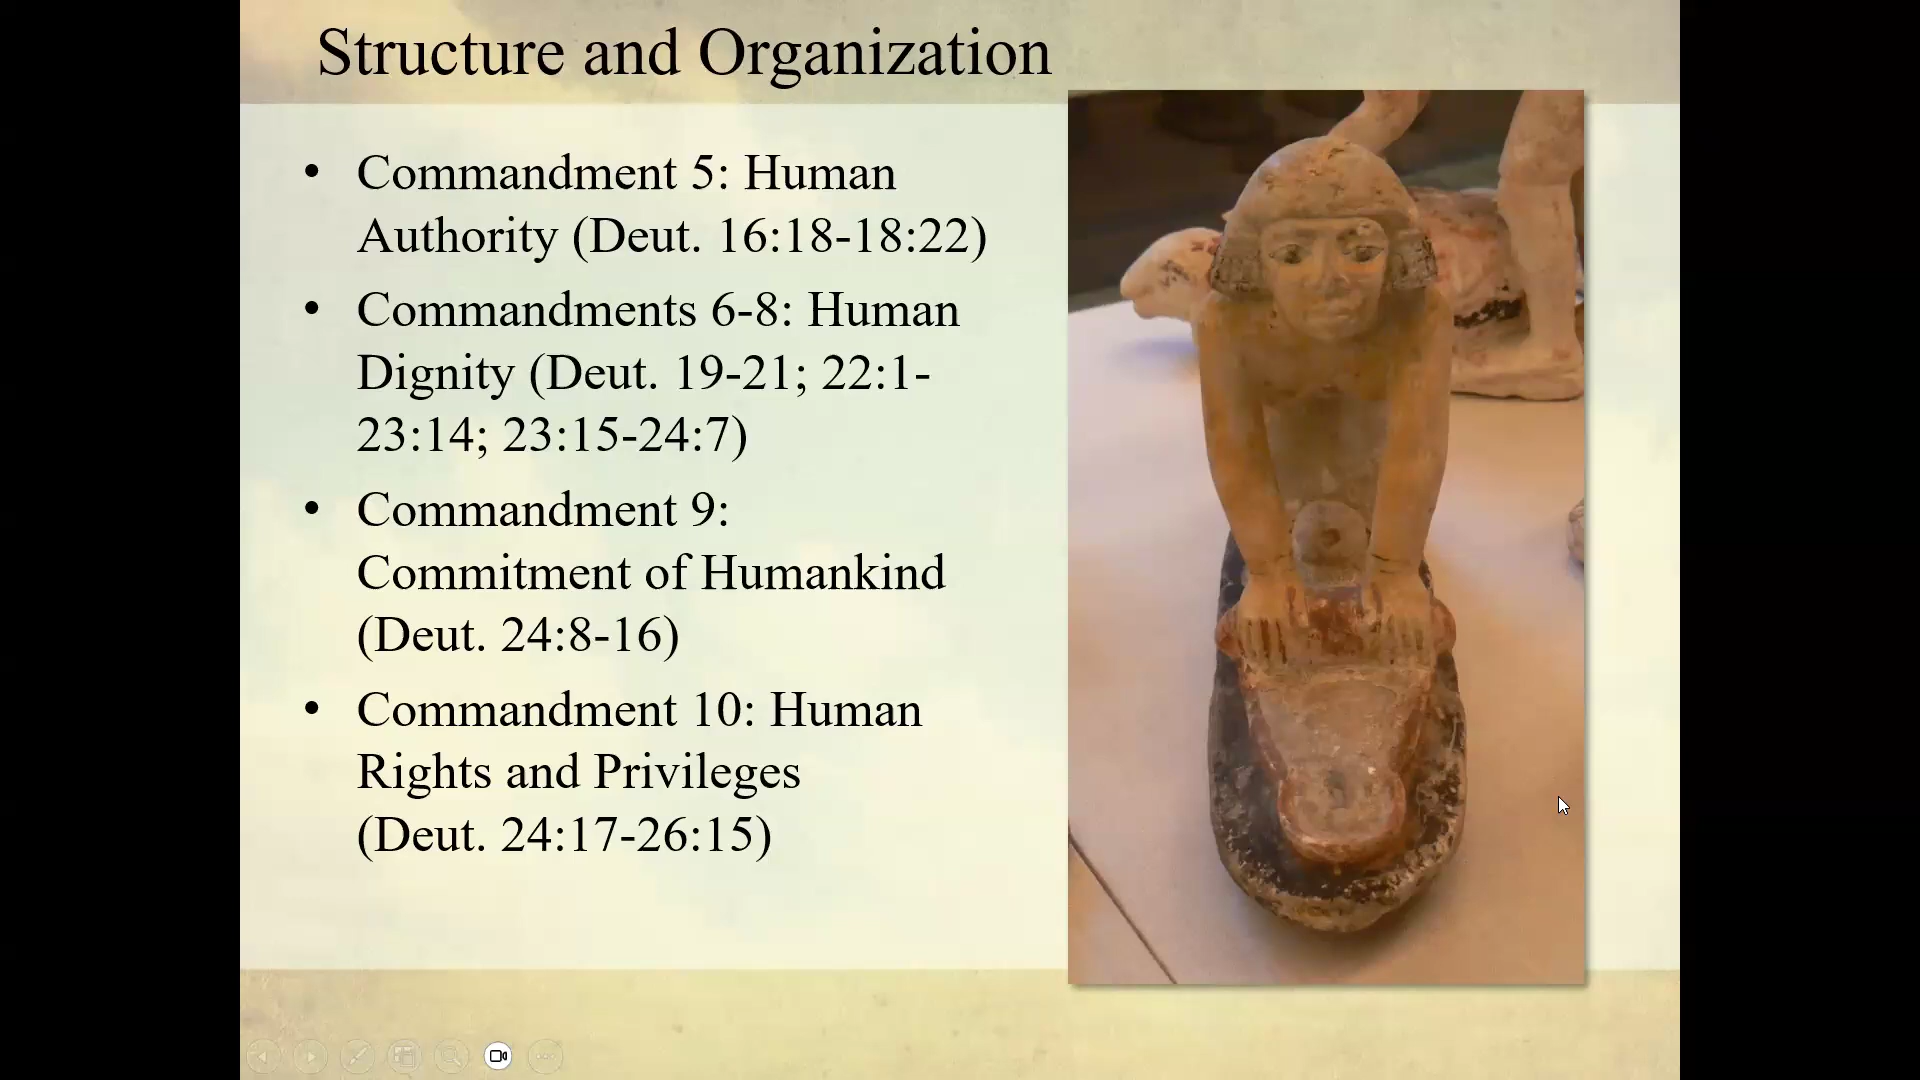 Structure and Organization
• Commandment 5: Human
Authority (Deut. 16:18-18:22)
• Commandments 6-8: Human
Dignity (Deut. 19-21; 22:1-
23:14; 23:15-24:7)
• Commandment 9:
Commitment of Humankind
(Deut. 24:8-16)
• Commandment 10: Human
Rights and Privileges
(Deut. 24:17-26:15)